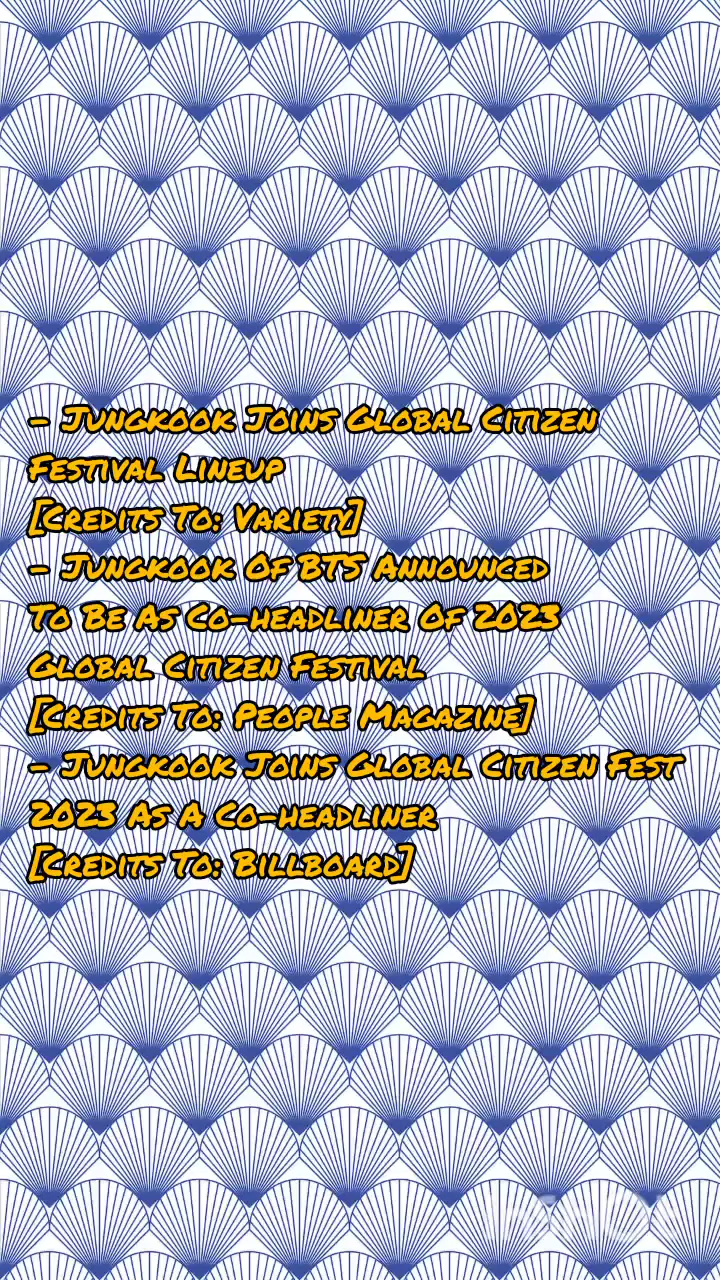 - Jungkook Joins Global Citizen
Festival Lineup
[Credits To: Variety]
- Jungkook Of BTS Announced
To Be As Co-headliner Of 2023
Global Citizen Festival
[Credits To: People Magazine]
- Jungkook Joins Global Citizen Fest
2023 As A Co-headliner
[Credits To: Billboard]